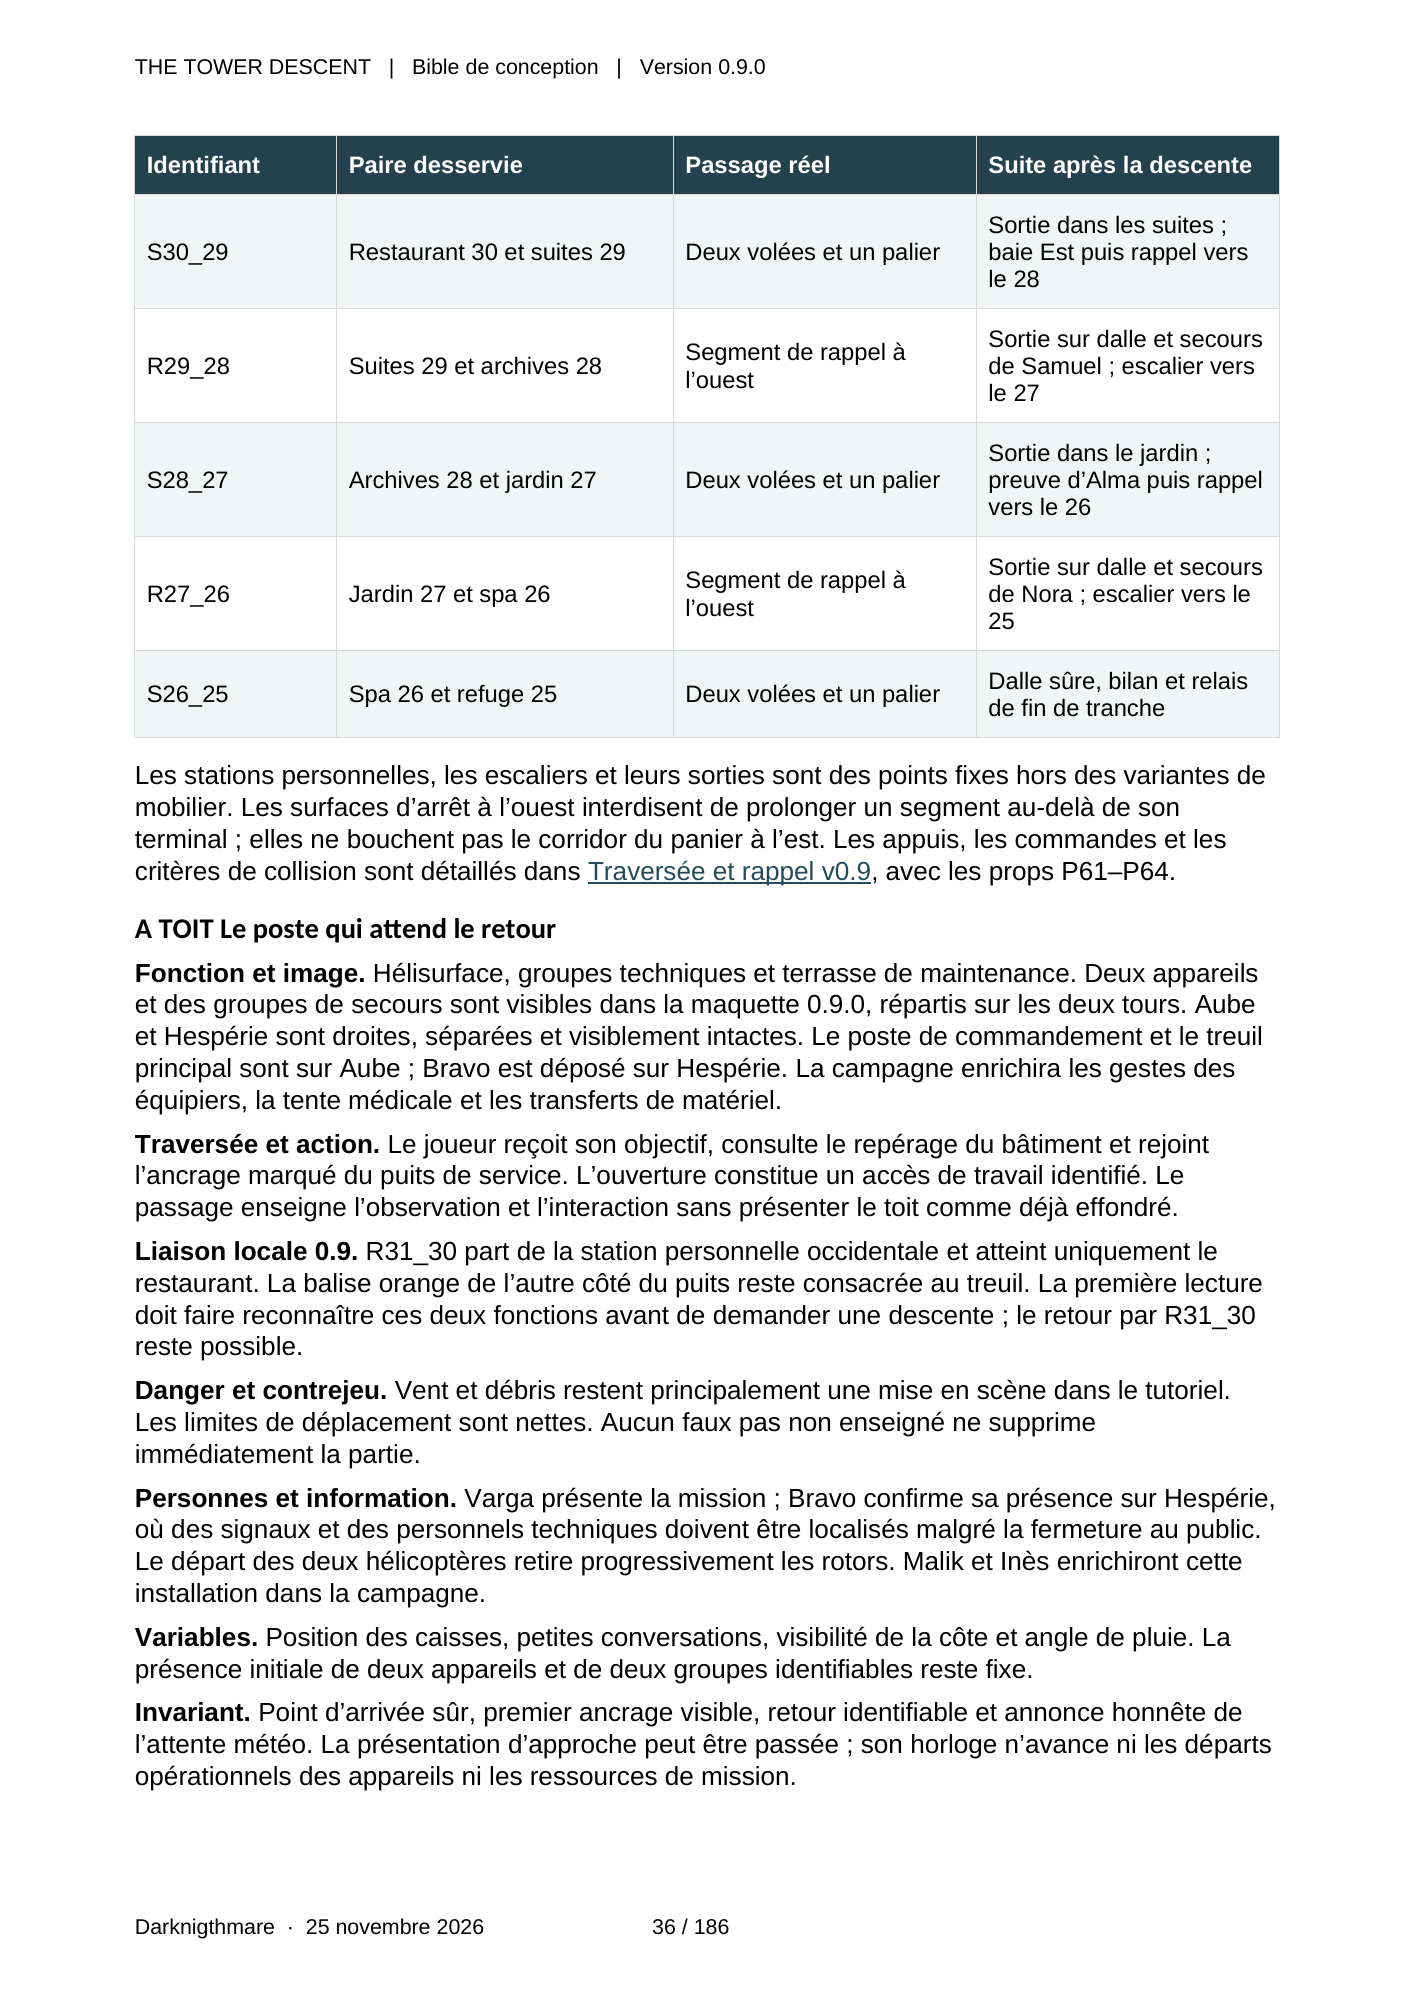 THE TOWER DESCENT | Bible de conception | Version 0.9.0
Identifiant
Paire desservie
Passage réel
Suite après la descente
S30_29
Restaurant 30 et suites 29
Deux volées et un palier
Sortie dans les suites ;
baie Est puis rappel vers
le 28
R29_28
Suites 29 et archives 28
Segment de rappel à
l’ouest
Sortie sur dalle et secours
de Samuel ; escalier vers
le 27
S28_27
Archives 28 et jardin 27
Deux volées et un palier
Sortie dans le jardin ;
preuve d’Alma puis rappel
vers le 26
R27_26
Jardin 27 et spa 26
Segment de rappel à
l’ouest
Sortie sur dalle et secours
de Nora ; escalier vers le
25
S26_25
Spa 26 et refuge 25
Deux volées et un palier
Dalle sûre, bilan et relais
de fin de tranche
Les stations personnelles, les escaliers et leurs sorties sont des points fixes hors des variantes de
mobilier. Les surfaces d’arrêt à l’ouest interdisent de prolonger un segment au-delà de son
terminal ; elles ne bouchent pas le corridor du panier à l’est. Les appuis, les commandes et les
critères de collision sont détaillés dans Traversée et rappel v0.9, avec les props P61–P64.
A TOIT Le poste qui attend le retour
Fonction et image. Hélisurface, groupes techniques et terrasse de maintenance. Deux appareils
et des groupes de secours sont visibles dans la maquette 0.9.0, répartis sur les deux tours. Aube
et Hespérie sont droites, séparées et visiblement intactes. Le poste de commandement et le treuil
principal sont sur Aube ; Bravo est déposé sur Hespérie. La campagne enrichira les gestes des
équipiers, la tente médicale et les transferts de matériel.
Traversée et action. Le joueur reçoit son objectif, consulte le repérage du bâtiment et rejoint
l’ancrage marqué du puits de service. L’ouverture constitue un accès de travail identifié. Le
passage enseigne l’observation et l’interaction sans présenter le toit comme déjà effondré.
Liaison locale 0.9. R31_30 part de la station personnelle occidentale et atteint uniquement le
restaurant. La balise orange de l’autre côté du puits reste consacrée au treuil. La première lecture
doit faire reconnaître ces deux fonctions avant de demander une descente ; le retour par R31_30
reste possible.
Danger et contrejeu. Vent et débris restent principalement une mise en scène dans le tutoriel.
Les limites de déplacement sont nettes. Aucun faux pas non enseigné ne supprime
immédiatement la partie.
Personnes et information. Varga présente la mission ; Bravo confirme sa présence sur Hespérie,
où des signaux et des personnels techniques doivent être localisés malgré la fermeture au public.
Le départ des deux hélicoptères retire progressivement les rotors. Malik et Inès enrichiront cette
installation dans la campagne.
Variables. Position des caisses, petites conversations, visibilité de la côte et angle de pluie. La
présence initiale de deux appareils et de deux groupes identifiables reste fixe.
Invariant. Point d’arrivée sûr, premier ancrage visible, retour identifiable et annonce honnête de
l’attente météo. La présentation d’approche peut être passée ; son horloge n’avance ni les départs
opérationnels des appareils ni les ressources de mission.
Darknigthmare · 25 novembre 2026
36 / 186